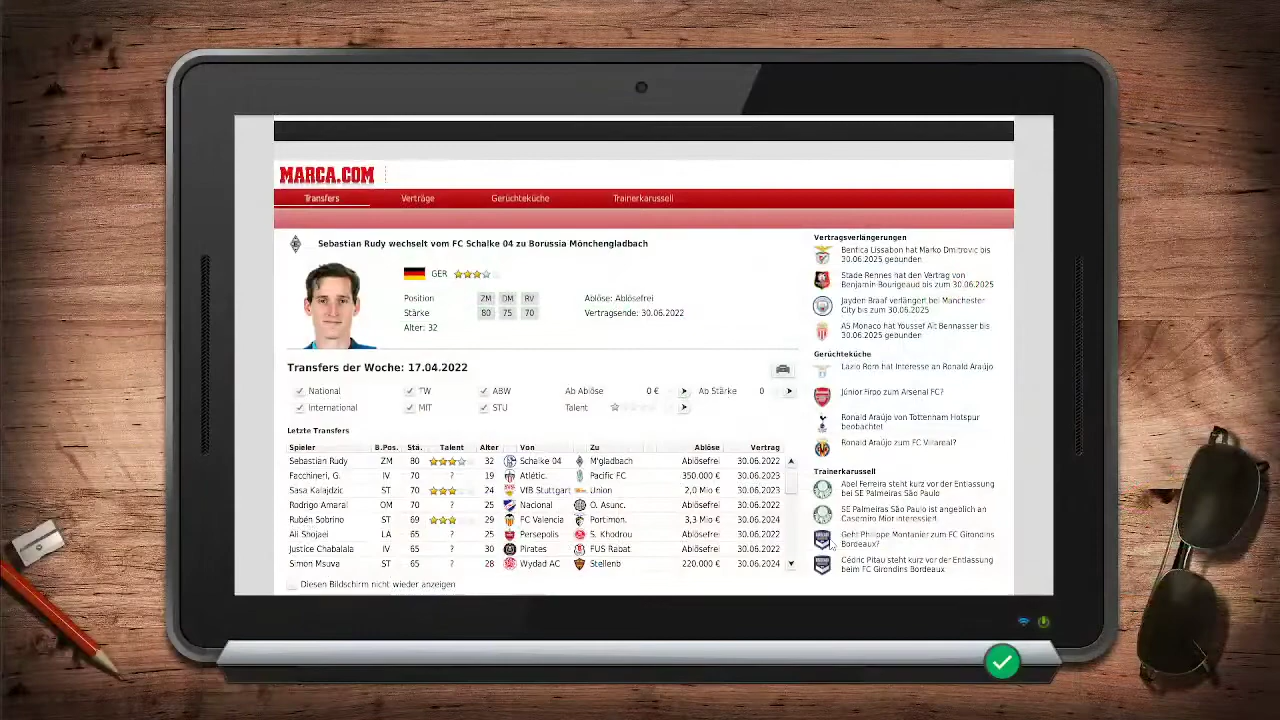 MARCA.COM
Transfers Verträge Gerüchteküche Trainerkarussell
Sebastian Rudy wechselt vom FC Schalke 04 zu Borussia Mönchengladbach
GER
Position ZM DM RV Ablöse: Ablösefrei
Stärke 80 75 70 Vertragsende: 30.06.2022
Alter: 32
Transfers der Woche: 17.04.2022
National TW ABW Ab Ablöse 0 € Ab Stärke 0
International MIT STU Talent
Letzte Transfers
Spieler B.Pos. Stä. Talent Alter Von Zu Ablöse Vertrag
Sebastian Rudy ZM 80 32 Schalke 04 M'gladbach Ablösefrei 30.06.2022
Facchineri, G. IV 70 ? 19 Atlétic. Pacific FC 350.000 € 30.06.2023
Sasa Kalajdzic ST 70 24 VfB Stuttgart Union 2,0 Mio € 30.06.2023
Rodrigo Amaral OM 70 ? 25 Nacional O. Asunc. Ablösefrei 30.06.2022
Rubén Sobrino ST 69 29 FC Valencia Portimon. 3,3 Mio € 30.06.2024
Ali Shojaei LA 65 ? 25 Persepolis S. Khodrou Ablösefrei 30.06.2022
Justice Chabalala IV 65 ? 30 Pirates FUS Rabat Ablösefrei 30.06.2022
Simon Msuva ST 65 ? 28 Wydad AC Stellenb 220.000 € 30.06.2024
Diesen Bildschirm nicht wieder anzeigen
Vertragsverlängerungen
Benfica Lissabon hat Marko Dmitrovic bis
30.06.2025 gebunden
Stade Rennes hat den Vertrag von
Benjamin Bourigeaud bis zum 30.06.2025
Jayden Braaf verlängert bei Manchester
City bis zum 30.06.2025
AS Monaco hat Youssef Aït Bennasser bis
30.06.2025 gebunden
Gerüchteküche
Lazio Rom hat Interesse an Ronald Araújo
Júnior Firpo zum Arsenal FC?
Ronald Araújo von Tottenham Hotspur
beobachtet
Ronald Araújo zum FC Villareal?
Trainerkarussell
Abel Ferreira steht kurz vor der Entlassung
bei SE Palmeiras São Paulo
SE Palmeiras São Paulo ist angeblich an
Casemiro Mior interessiert
Geht Philippe Montanier zum FC Girondins
Bordeaux?
Cédric Pitau steht kurz vor der Entlassung
beim FC Girondins Bordeaux